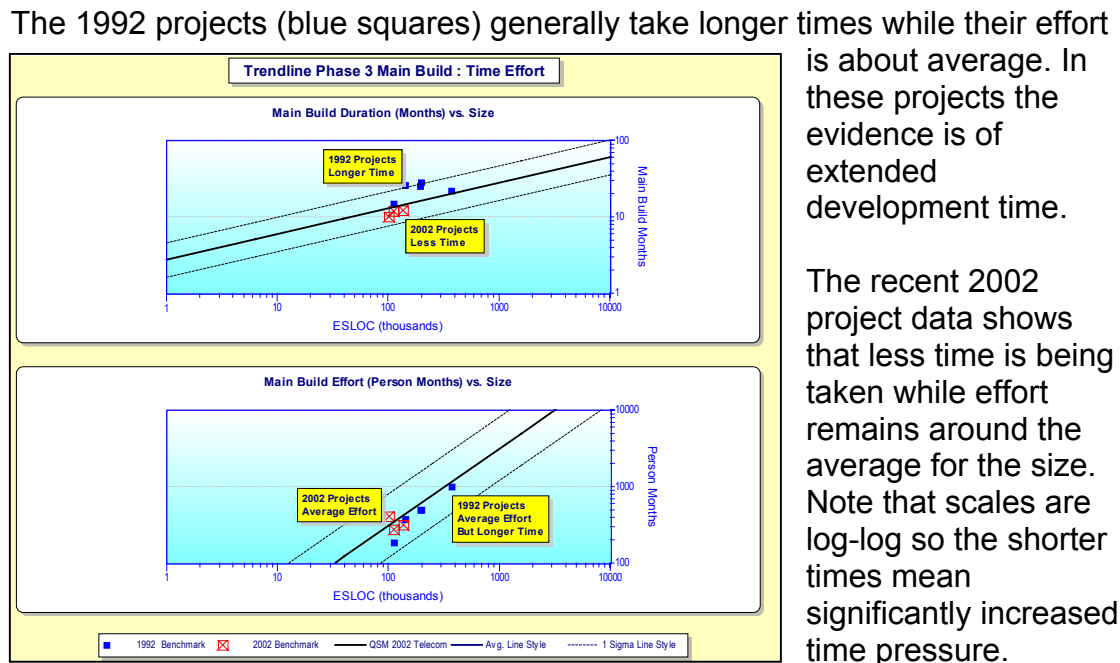 The 1992 projects (blue squares) generally take longer times while their effort
is about average. In
these projects the
evidence is of
extended
development time.
The recent 2002
project data shows
that less time is being
taken while effort
remains around the
average for the size.
Note that scales are
log-log so the shorter
times mean
significantly increased
time pressure.
Trendline Phase 3 Main Build : Time Effort
Main Build Duration (Months) vs. Size
1992 Projects
Longer Time
2002 Projects
Less Time
100
10
1
Main Build Months
1 10 100 1000 10000
ESLOC (thousands)
Main Build Effort (Person Months) vs. Size
2002 Projects
Average Effort
1992 Projects
Average Effort
But Longer Time
10000
1000
100
Person Months
1 10 100 1000 10000
ESLOC (thousands)
1992 Benchmark 2002 Benchmark QSM 2002 Telecom Avg. Line Style 1 Sigma Line Style